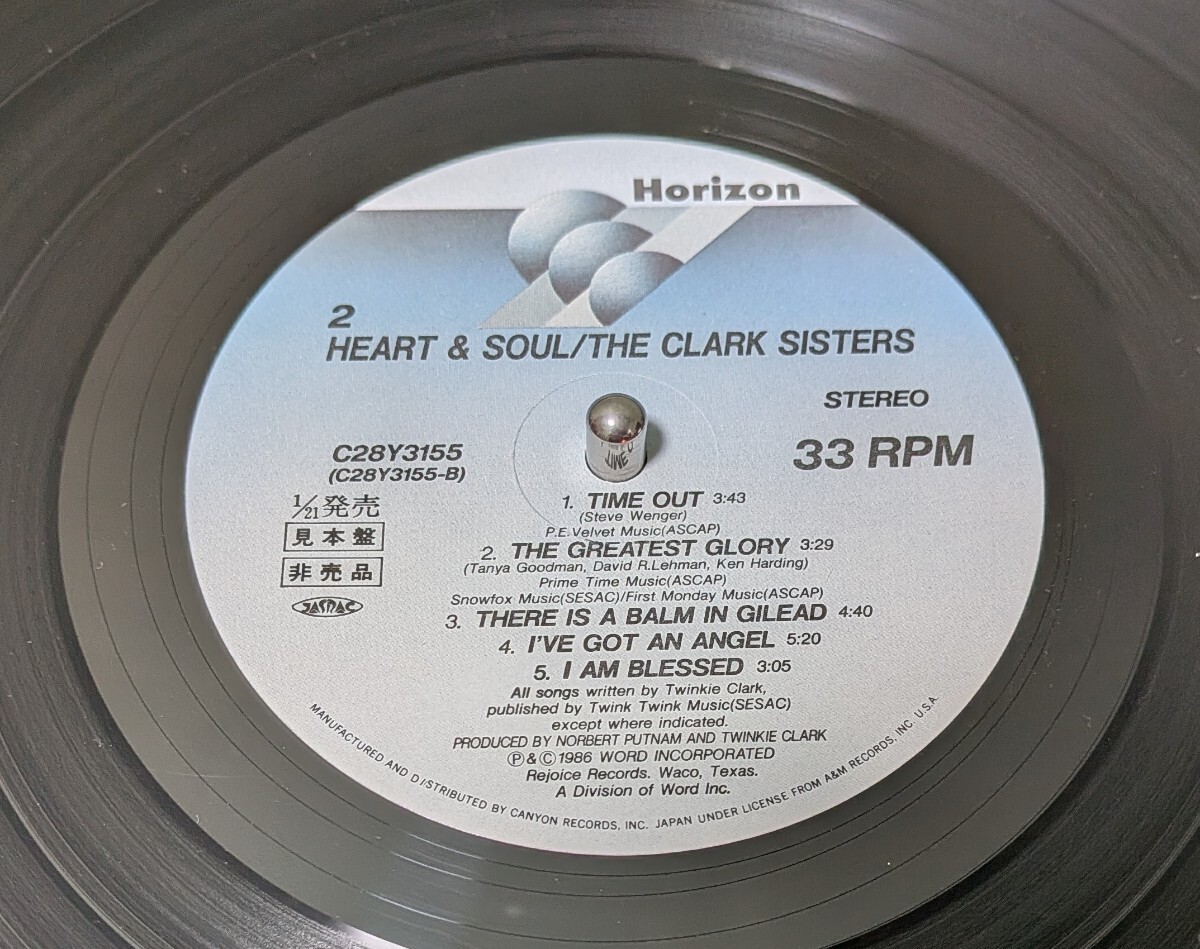 Horizon
2
HEART & SOUL/THE CLARK SISTERS
STEREO
33 RPM
C28Y3155
(C28Y3155-B)
1/21発売
見本盤
非売品
JASRAC
1. TIME OUT 3:43
(Steve Wenger)
P.E.Velvet Music(ASCAP)
2. THE GREATEST GLORY 3:29
(Tanya Goodman, David R.Lehman, Ken Harding)
Prime Time Music(ASCAP)
Snowfox Music(SESAC)/First Monday Music(ASCAP)
3. THERE IS A BALM IN GILEAD 4:40
4. I'VE GOT AN ANGEL 5:20
5. I AM BLESSED 3:05
All songs written by Twinkie Clark,
published by Twink Twink Music(SESAC)
except where indicated.
PRODUCED BY NORBERT PUTNAM AND TWINKIE CLARK
Ⓟ&©1986 WORD INCORPORATED
Rejoice Records. Waco, Texas.
A Division of Word Inc.
MANUFACTURED AND DISTRIBUTED BY CANYON RECORDS, INC. JAPAN UNDER LICENSE FROM A&M RECORDS, INC. U.S.A.